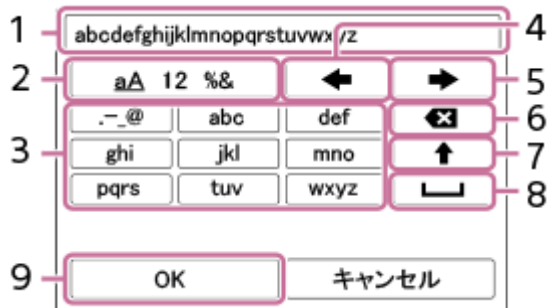 1 abcdefghijklmnopqrstuvwxyz 4
2 aA 12 %& 5
3 .-_@ abc def 6
ghi jkl mno 7
pqrs tuv wxyz 8
9 OK キャンセル